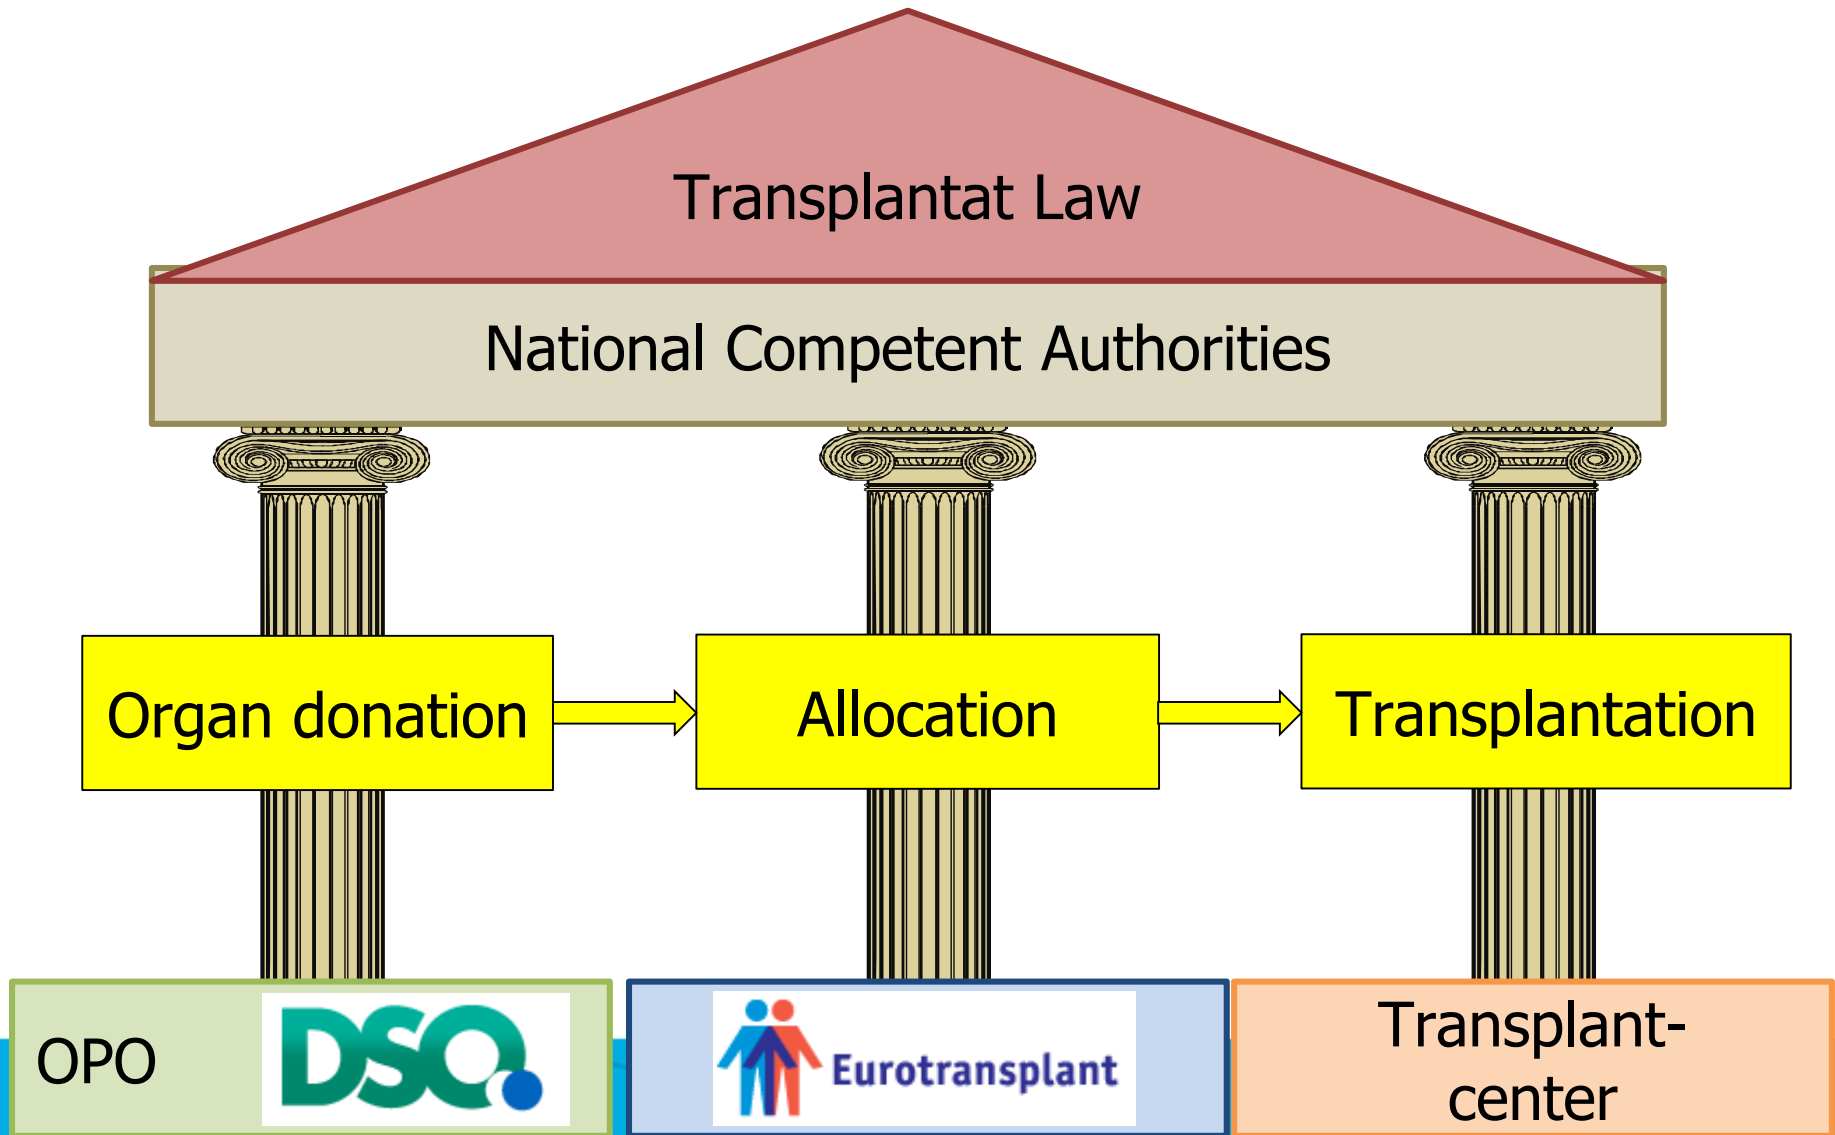 Transplantat Law
National Competent Authorities
Organ donation
Allocation
Transplantation
OPO
DSO
Eurotransplant
Transplant-
center